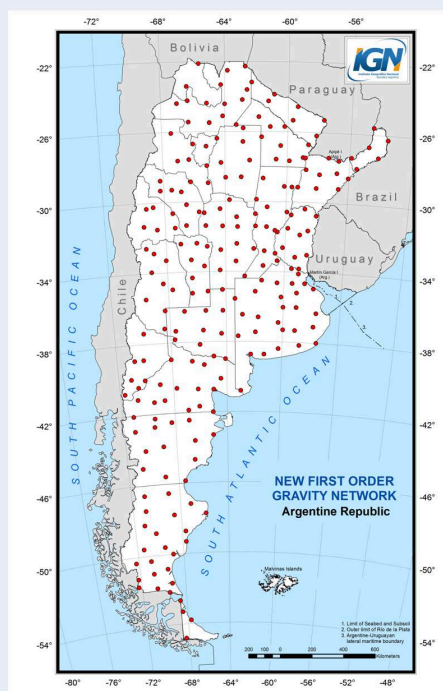 -72° -68° -64° -60° -56°
Bolivia
IGN
-22° -22°
Paraguay
-26° -26°
Apipé I.
(Arg.)
Brazil
-30° -30°
Uruguay
Martín García I.
(Arg.)
-34° -34°
1.
2.
3.
Chile
SOUTH PACIFIC OCEAN
-38° -38°
SOUTH ATLANTIC OCEAN
-42° -42°
-46° -46°
NEW FIRST ORDER
GRAVITY NETWORK
Argentine Republic
-50° -50°
Malvinas Islands
1. Limit of Seabed and Subsoil
2. Outer limit of Río de la Plata
3. Argentine-Uruguayan
lateral maritime boundary
-54° -54°
200 100 0 200 400 600
Kilometers
-80° -76° -72° -68° -64° -60° -56° -52° -48°